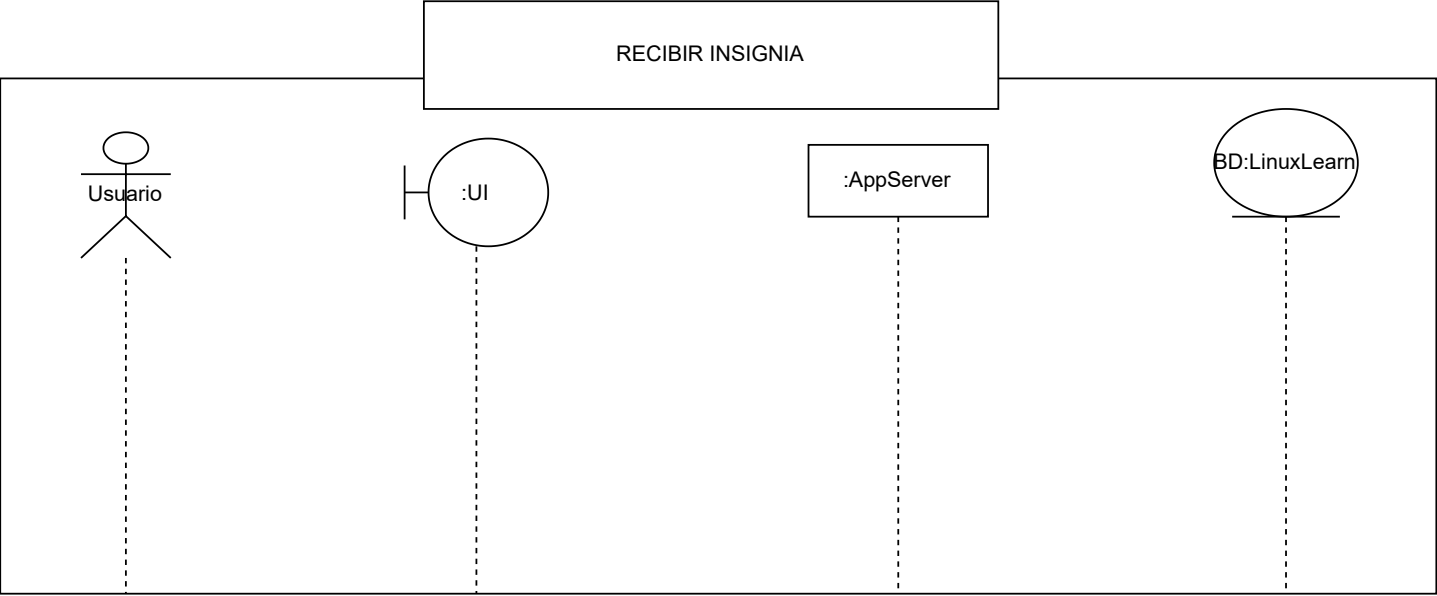 RECIBIR INSIGNIA
Usuario
:UI
:AppServer
BD:LinuxLearn